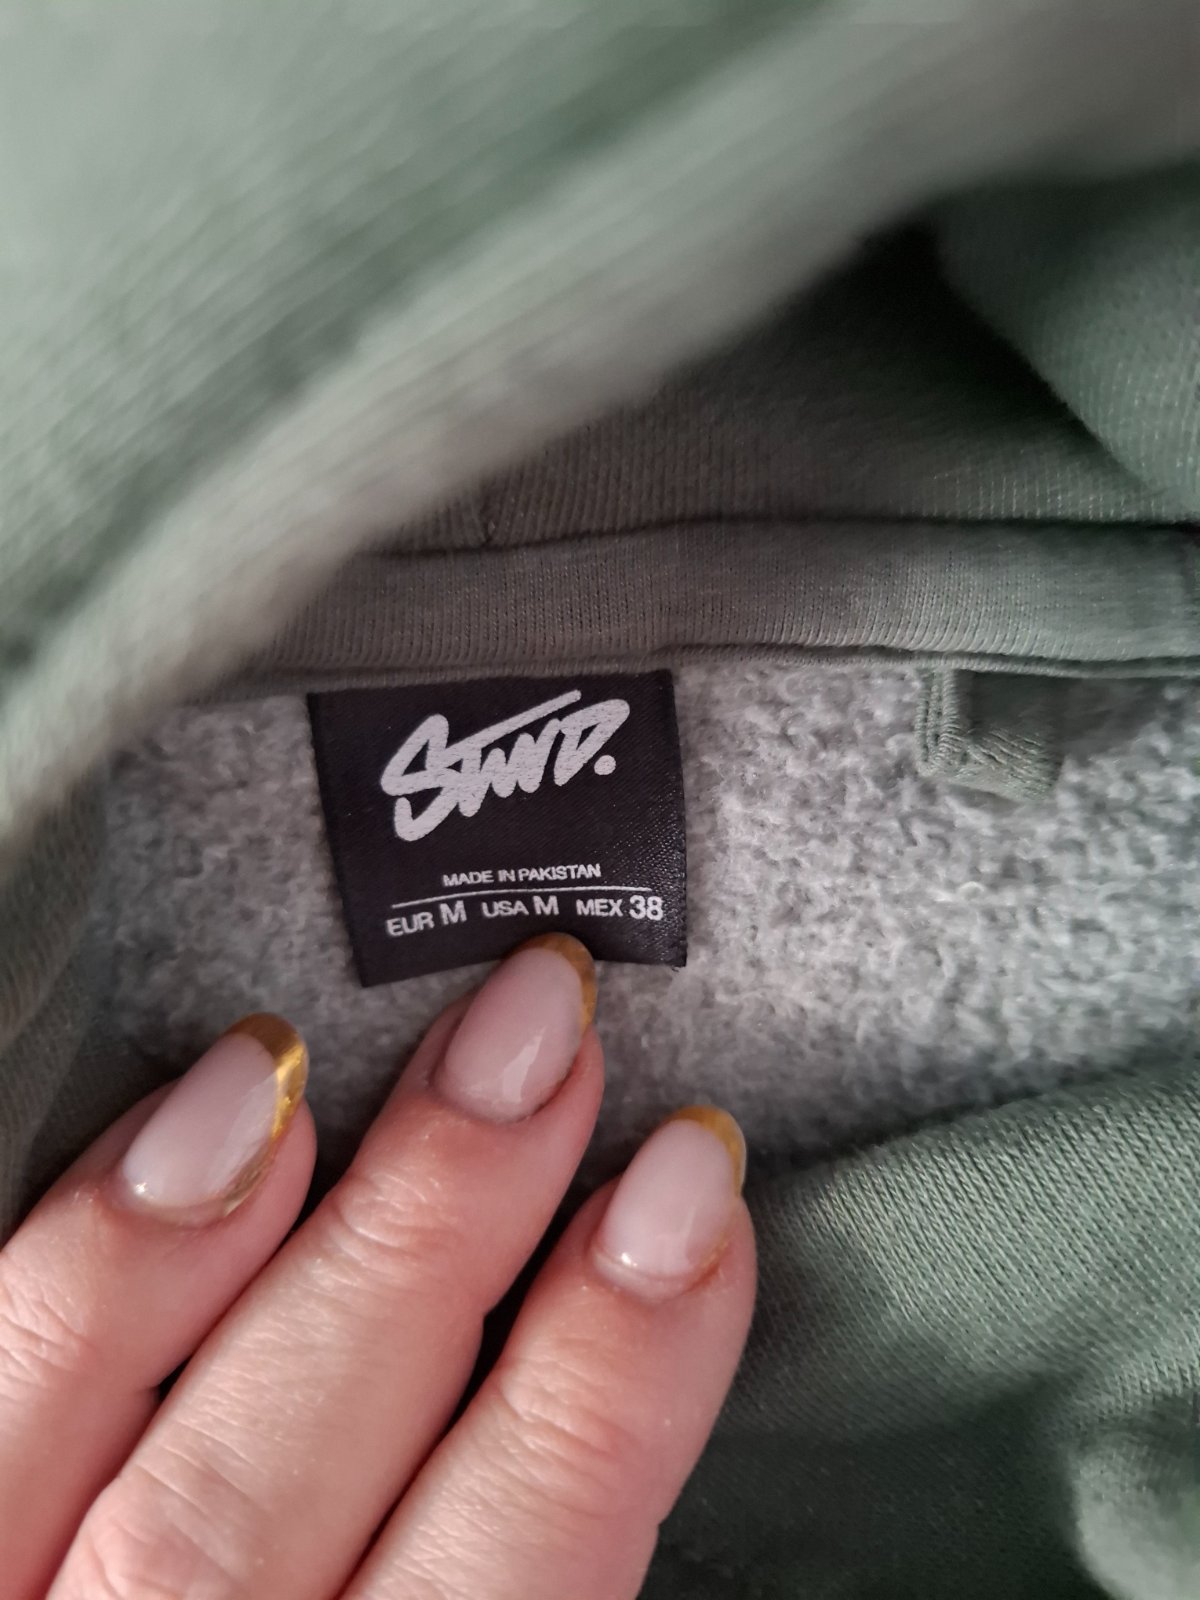 STWD.
MADE IN PAKISTAN
EUR M USA M MEX 38